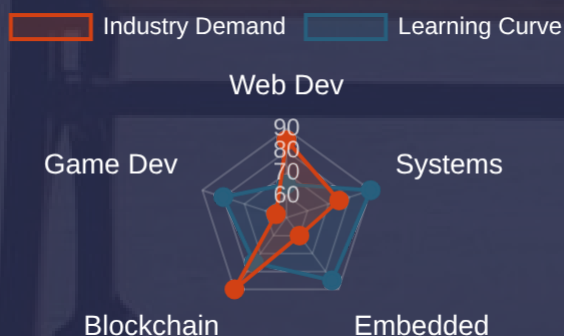 Industry Demand
Learning Curve
Web Dev
90
80
70
60
Game Dev
Systems
Blockchain
Embedded